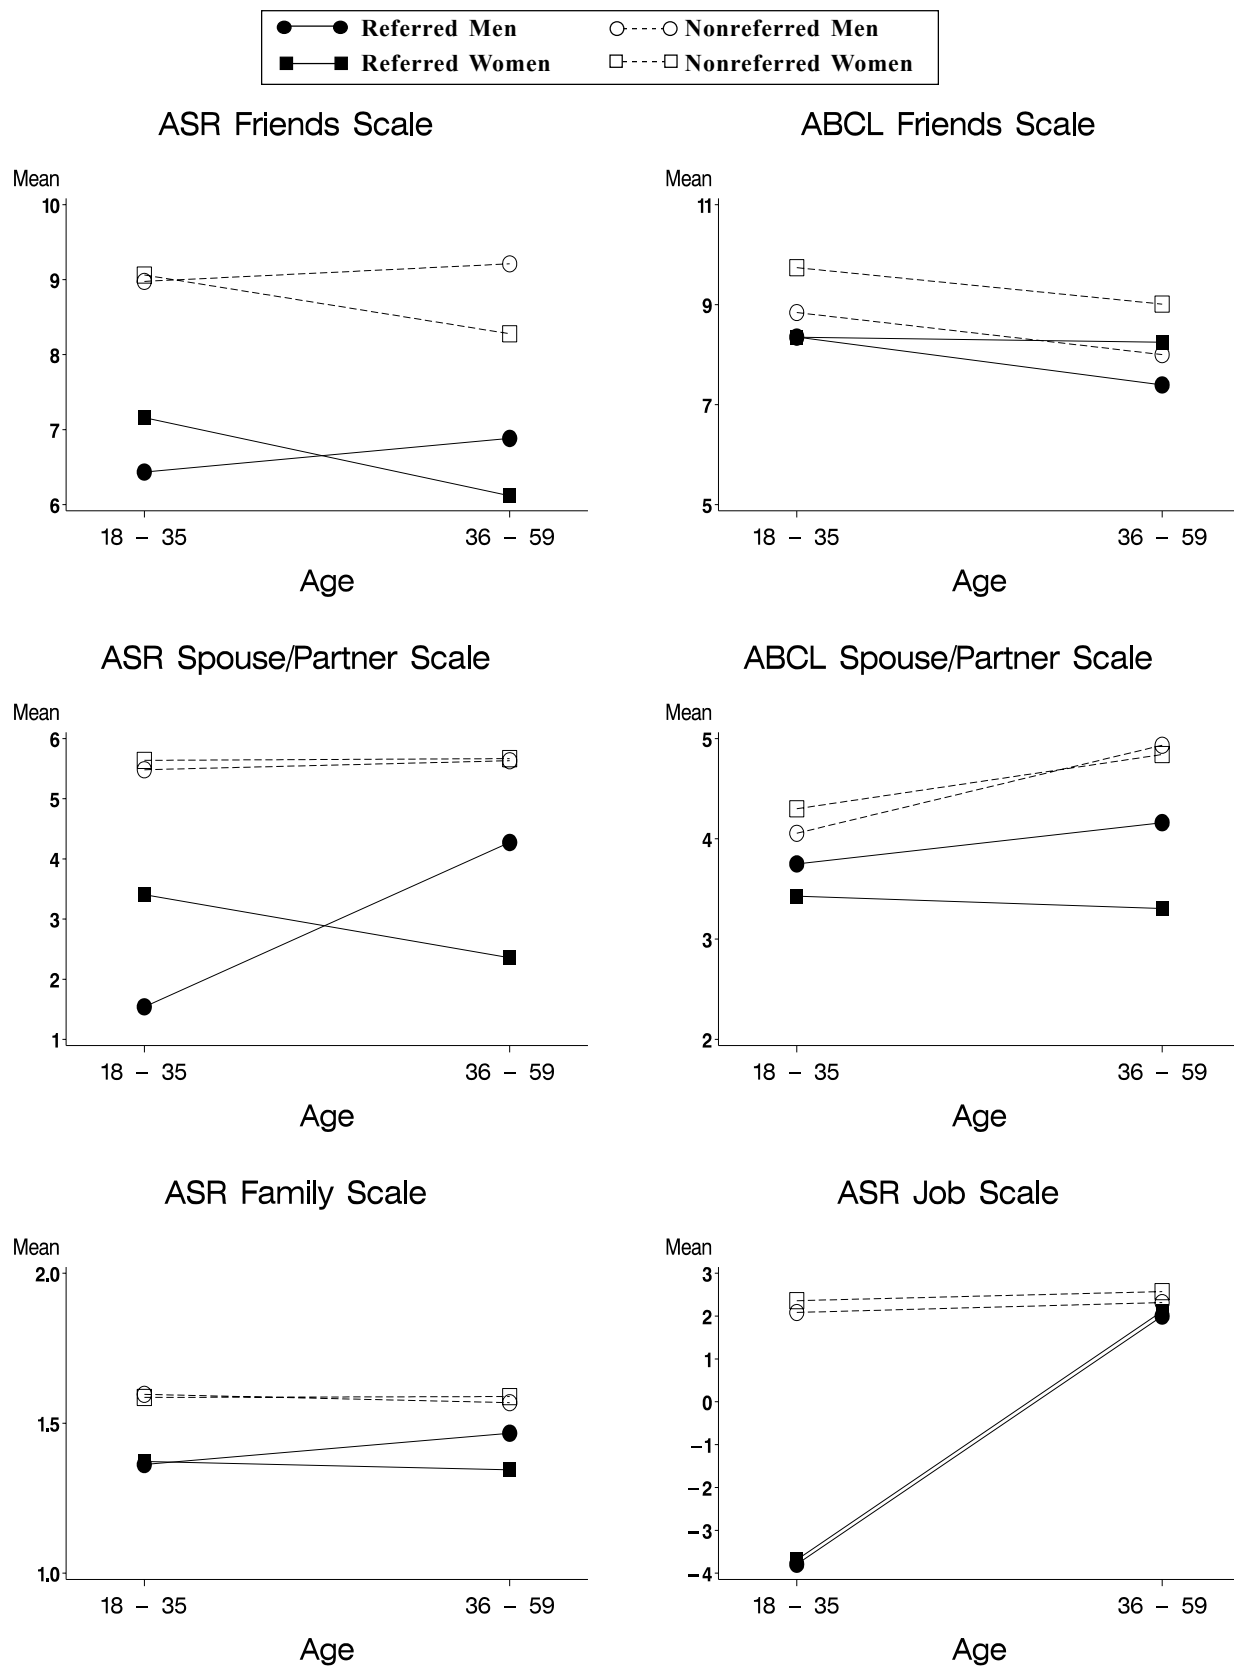 Referred Men Nonreferred Men
Referred Women Nonreferred Women
ASR Friends Scale
Mean
10
9
8
7
6
18 – 35 36 – 59
Age
ABCL Friends Scale
Mean
11
9
7
5
18 – 35 36 – 59
Age
ASR Spouse/Partner Scale
Mean
6
5
4
3
2
1
18 – 35 36 – 59
Age
ABCL Spouse/Partner Scale
Mean
5
4
3
2
18 – 35 36 – 59
Age
ASR Family Scale
Mean
2.0
1.5
1.0
18 – 35 36 – 59
Age
ASR Job Scale
Mean
3
2
1
0
−1
−2
−3
−4
18 – 35 36 – 59
Age